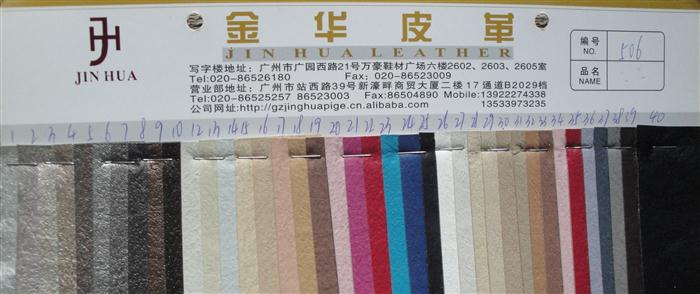 JH
JIN HUA
金华皮革
JIN HUA LEATHER
写字楼地址:广州市广园西路21号万豪鞋材广场六楼2602、2603、2605室
Tel:020-86526180 Fax: 020-86523009
营业部地址:广州市站西路39号新濠畔商贸大厦二楼17通道B2029档
Tel:020-86525257 86523003 Fax:86504890 Mobile:13922274338
公司网址:http://gzjinghuapige.cn.alibaba.com 13533973235
编号
NO. 506
品名
NAME
1 2 3 4 5 6 7 8 9 10 12 13 14 15 16 17 18 19 20 21 22 23 24 25 26 27 28 29 30 31 32 33 34 35 36 37 38 39 40